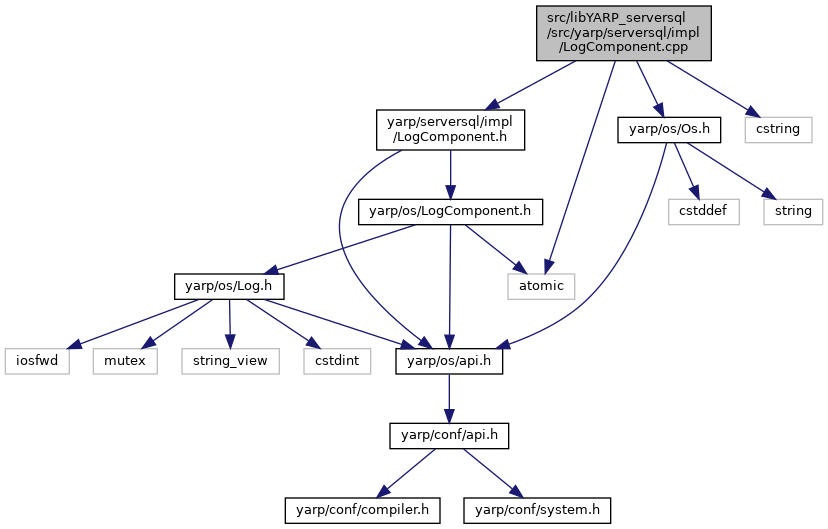 src/libYARP_serversql
/src/yarp/serversql/impl
/LogComponent.cpp
yarp/serversql/impl
/LogComponent.h
yarp/os/Os.h
cstring
yarp/os/LogComponent.h
cstddef
string
yarp/os/Log.h
atomic
iosfwd
mutex
string_view
cstdint
yarp/os/api.h
yarp/conf/api.h
yarp/conf/compiler.h
yarp/conf/system.h